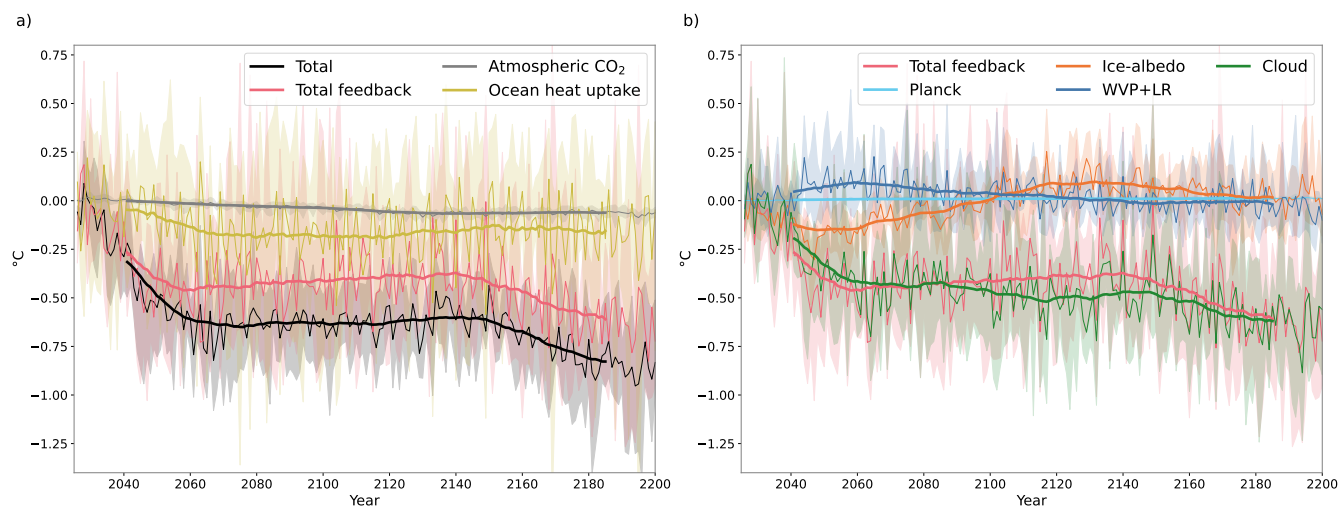 a)
0.75
0.50
0.25
0.00
−0.25
−0.50
−0.75
−1.00
−1.25
°C
Total
Total feedback
Atmospheric CO₂
Ocean heat uptake
2040 2060 2080 2100 2120 2140 2160 2180 2200
Year
b)
0.75
0.50
0.25
0.00
−0.25
−0.50
−0.75
−1.00
−1.25
°C
Total feedback
Planck
Ice-albedo
WVP+LR
Cloud
2040 2060 2080 2100 2120 2140 2160 2180 2200
Year